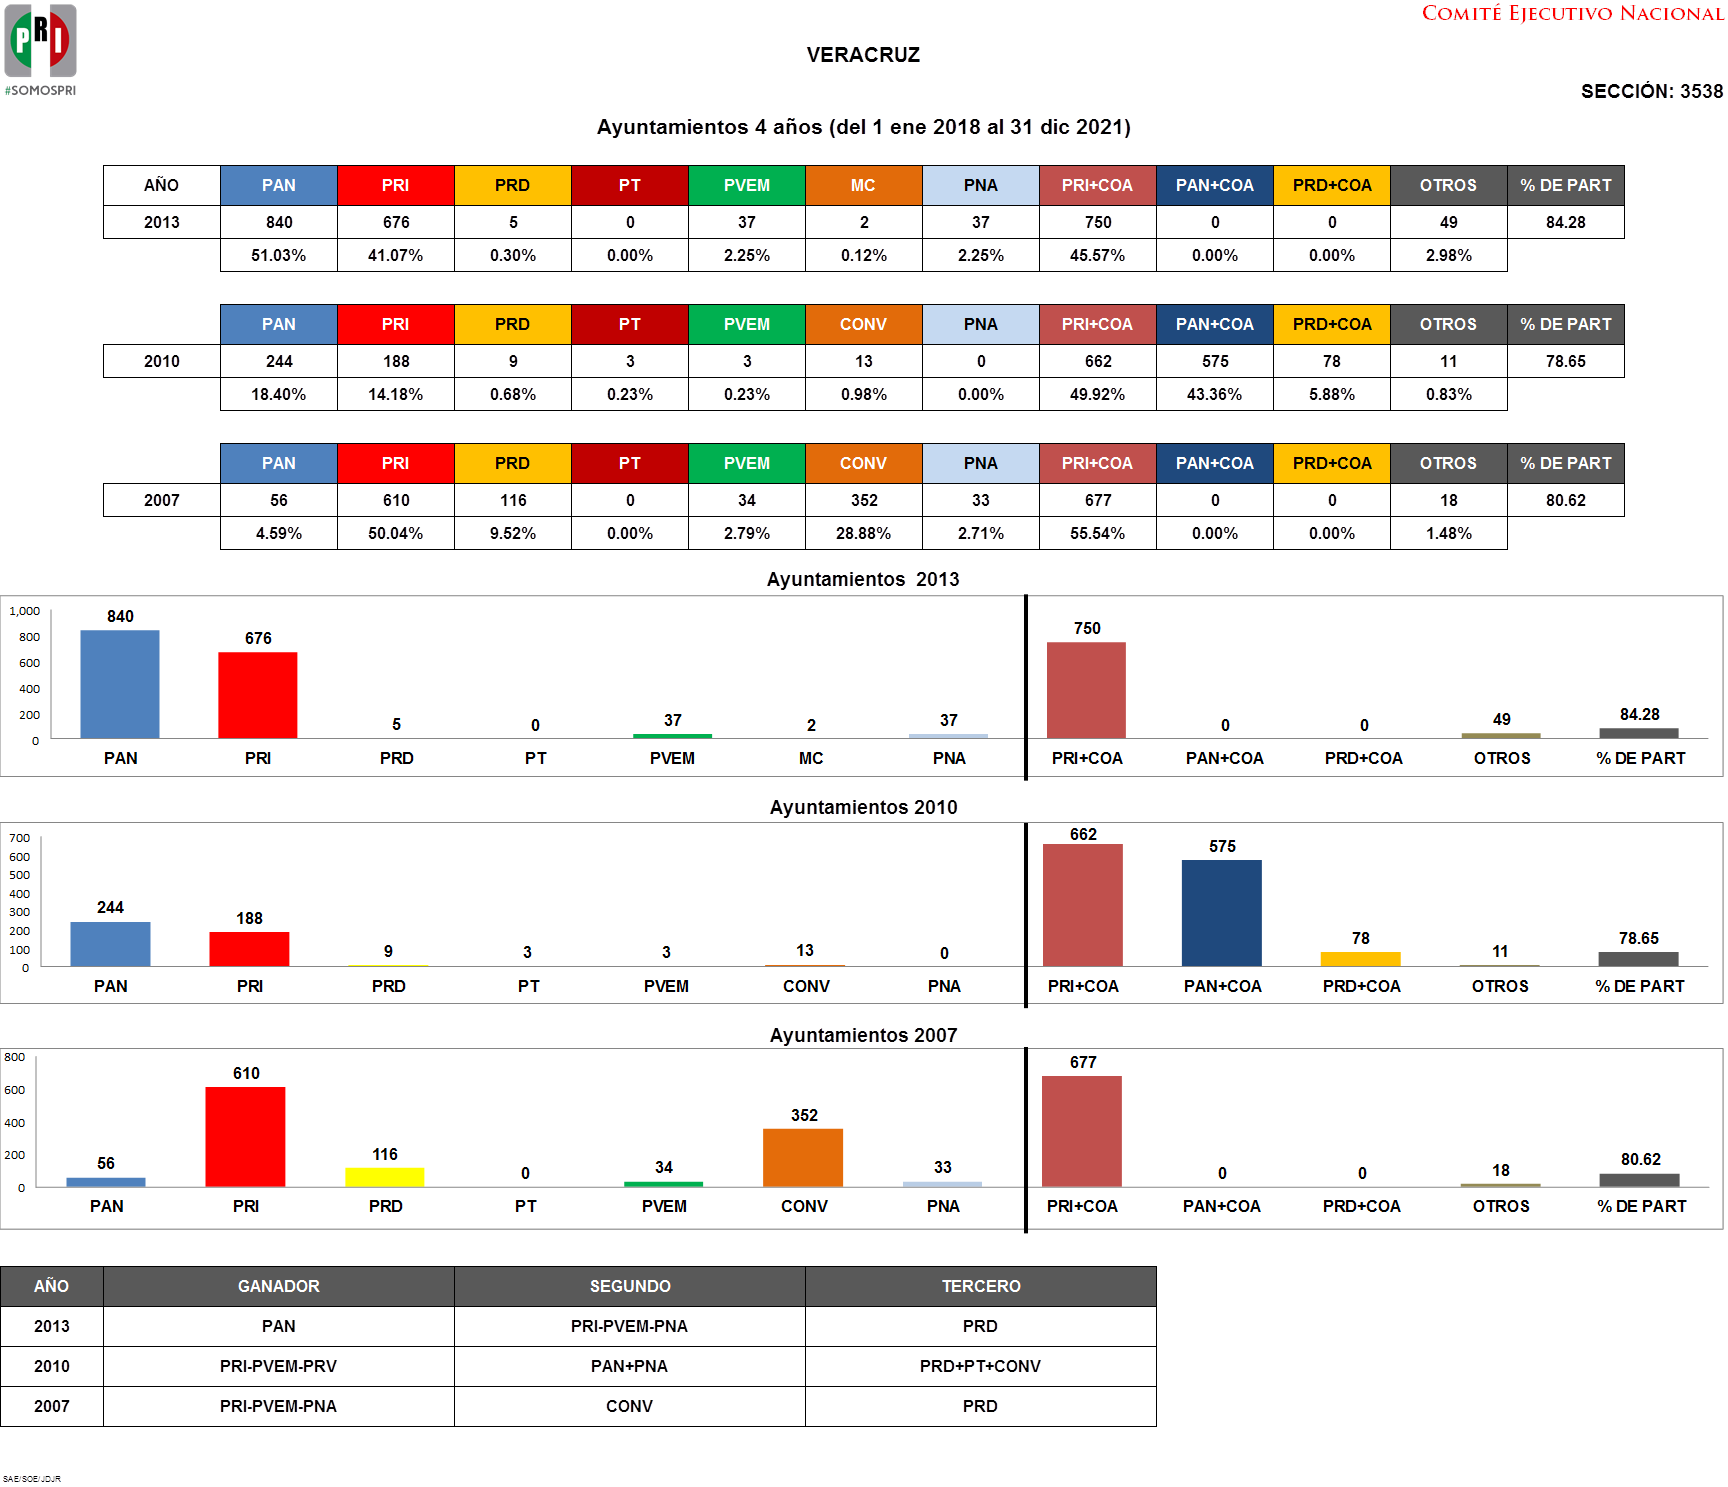 PRI
#SOMOSPRI
COMITÉ EJECUTIVO NACIONAL
VERACRUZ
SECCIÓN: 3538
Ayuntamientos 4 años (del 1 ene 2018 al 31 dic 2021)
AÑO PAN PRI PRD PT PVEM MC PNA PRI+COA PAN+COA PRD+COA OTROS % DE PART
2013 840 676 5 0 37 2 37 750 0 0 49 84.28
51.03% 41.07% 0.30% 0.00% 2.25% 0.12% 2.25% 45.57% 0.00% 0.00% 2.98%
PAN PRI PRD PT PVEM CONV PNA PRI+COA PAN+COA PRD+COA OTROS % DE PART
2010 244 188 9 3 3 13 0 662 575 78 11 78.65
18.40% 14.18% 0.68% 0.23% 0.23% 0.98% 0.00% 49.92% 43.36% 5.88% 0.83%
PAN PRI PRD PT PVEM CONV PNA PRI+COA PAN+COA PRD+COA OTROS % DE PART
2007 56 610 116 0 34 352 33 677 0 0 18 80.62
4.59% 50.04% 9.52% 0.00% 2.79% 28.88% 2.71% 55.54% 0.00% 0.00% 1.48%
Ayuntamientos 2013
1,000
800
600
400
200
0
840 676 5 0 37 2 37 750 0 0 49 84.28
PAN PRI PRD PT PVEM MC PNA PRI+COA PAN+COA PRD+COA OTROS % DE PART
Ayuntamientos 2010
700
600
500
400
300
200
100
0
244 188 9 3 3 13 0 662 575 78 11 78.65
PAN PRI PRD PT PVEM CONV PNA PRI+COA PAN+COA PRD+COA OTROS % DE PART
Ayuntamientos 2007
800
600
400
200
0
56 610 116 0 34 352 33 677 0 0 18 80.62
PAN PRI PRD PT PVEM CONV PNA PRI+COA PAN+COA PRD+COA OTROS % DE PART
AÑO GANADOR SEGUNDO TERCERO
2013 PAN PRI-PVEM-PNA PRD
2010 PRI-PVEM-PRV PAN+PNA PRD+PT+CONV
2007 PRI-PVEM-PNA CONV PRD
SAE/SOE/JDJR